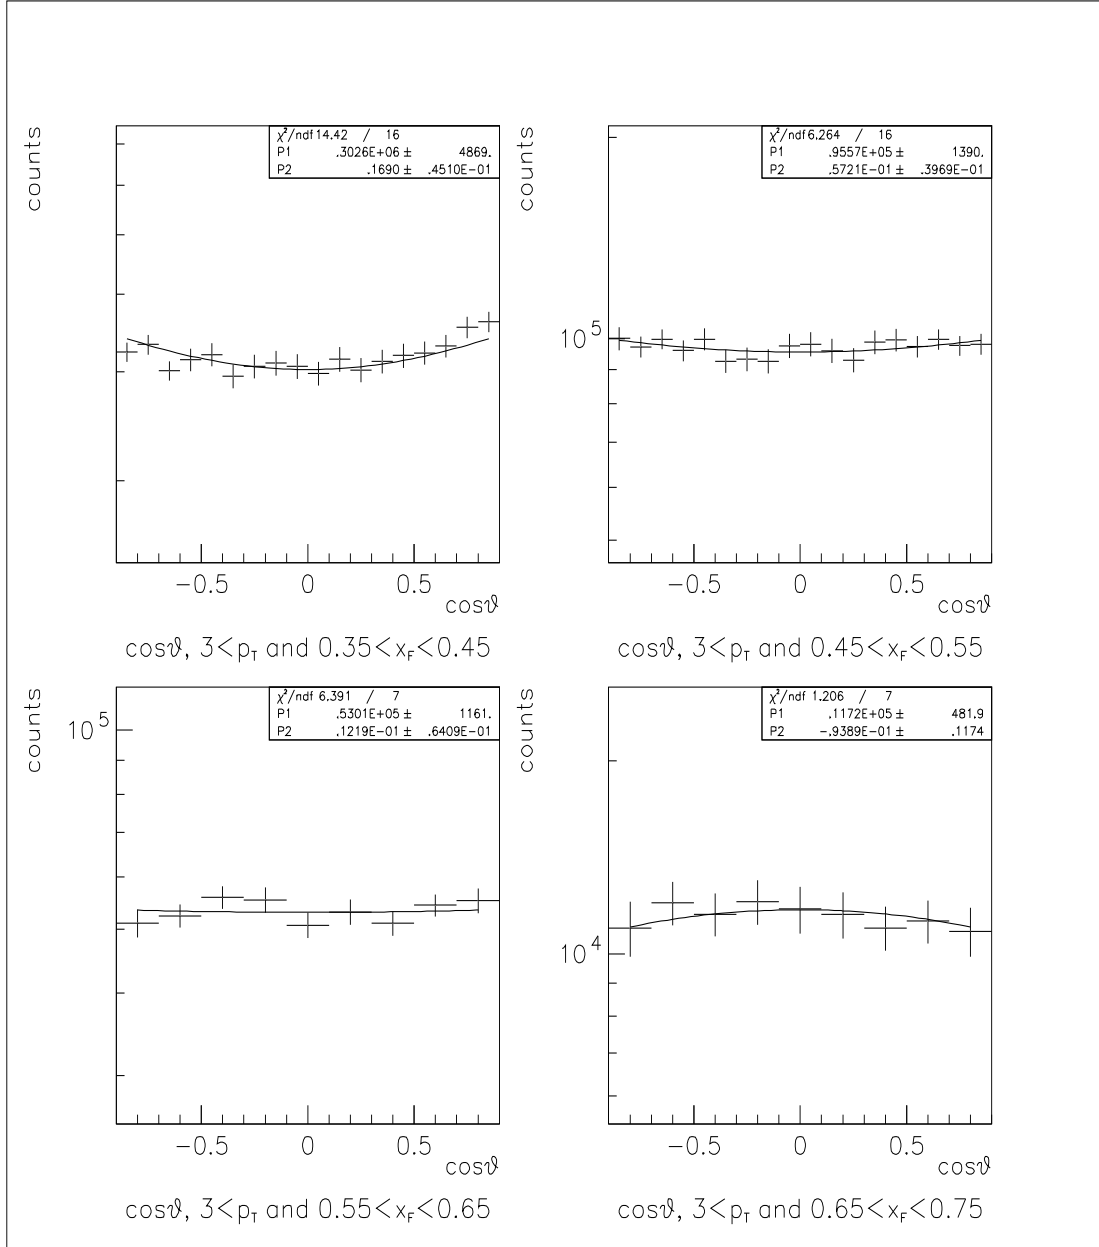 counts
χ²/ndf 14.42 / 16
P1 .3026E+06 ± 4869.
P2 .1690 ± .4510E-01
-0.5 0 0.5
cosϑ
cosϑ, 3<p_T and 0.35<x_F<0.45
counts
χ²/ndf 6.264 / 16
P1 .9557E+05 ± 1390.
P2 .5721E-01 ± .3969E-01
10⁵
-0.5 0 0.5
cosϑ
cosϑ, 3<p_T and 0.45<x_F<0.55
counts
χ²/ndf 6.391 / 7
P1 .5301E+05 ± 1161.
P2 .1219E-01 ± .6409E-01
10⁵
-0.5 0 0.5
cosϑ
cosϑ, 3<p_T and 0.55<x_F<0.65
counts
χ²/ndf 1.206 / 7
P1 .1172E+05 ± 481.9
P2 -.9389E-01 ± .1174
10⁴
-0.5 0 0.5
cosϑ
cosϑ, 3<p_T and 0.65<x_F<0.75